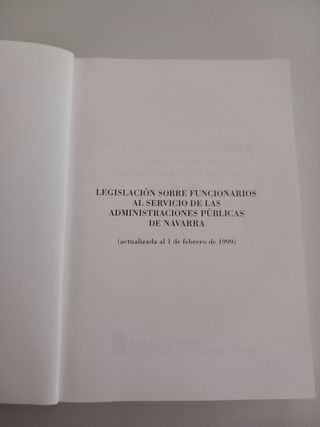 LEGISLACIÓN SOBRE FUNCIONARIOS
AL SERVICIO DE LAS
ADMINISTRACIONES PÚBLICAS
DE NAVARRA
(actualizada al 1 de febrero de 1999)